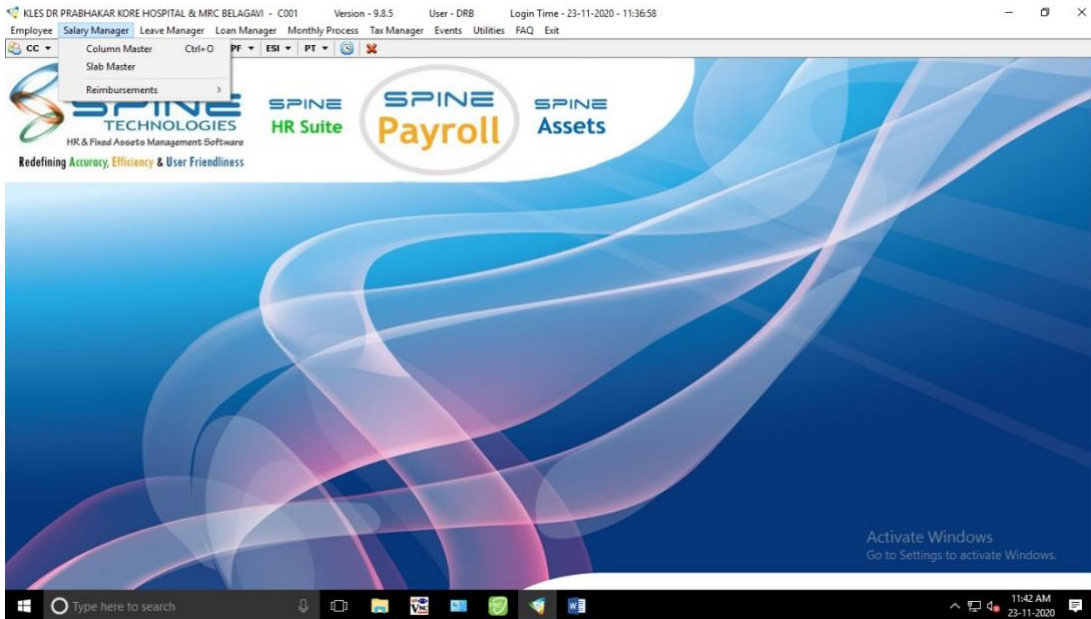 KLES DR PRABHAKAR KORE HOSPITAL & MRC BELAGAVI - C001 Version - 9.8.5 User - DRB Login Time - 23-11-2020 - 11:36:58
Employee Salary Manager Leave Manager Loan Manager Monthly Process Tax Manager Events Utilities FAQ Exit
CC PF ESI PT
Column Master Ctrl+O
Slab Master
Reimbursements
SPINE
TECHNOLOGIES
HR & Fixed Assets Management Software
Redefining Accuracy, Efficiency & User Friendliness
SPINE
HR Suite
SPINE
Payroll
SPINE
Assets
Activate Windows
Go to Settings to activate Windows.
Type here to search
11:42 AM
23-11-2020